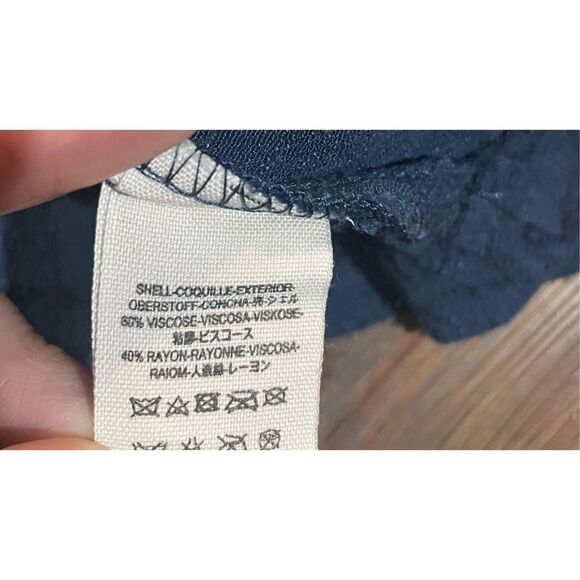 SHELL-COQUILLE-EXTERIOR-
OBERSTOFF-CONCHA-壳-シェル
60% VISCOSE-VISCOSA-VISKOSE-
粘膠-ビスコース
40% RAYON-RAYONNE-VISCOSA-
RAIOM-人造絲-レーヨン